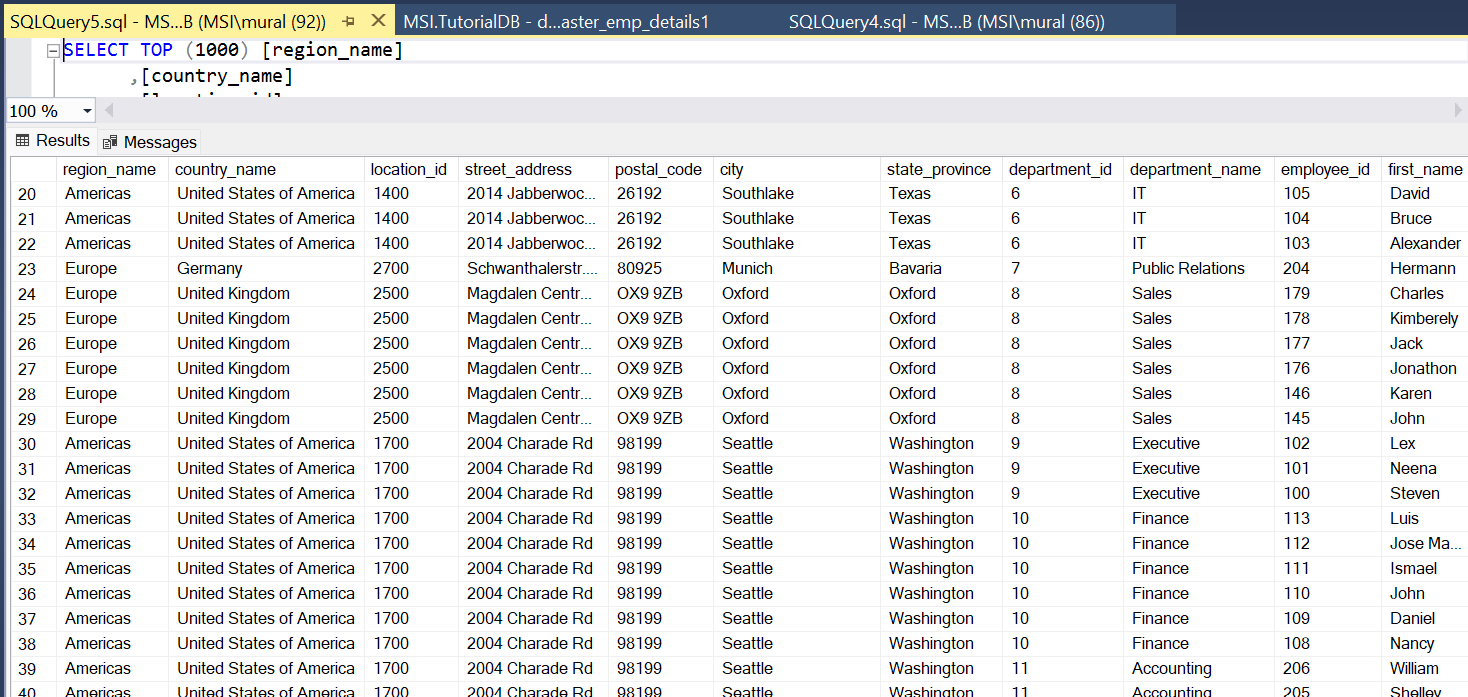 SQLQuery5.sql - MS...B (MSI\mural (92)) MSI.TutorialDB - d...aster_emp_details1 SQLQuery4.sql - MS...B (MSI\mural (86))
SELECT TOP (1000) [region_name]
,[country_name]
100 %
Results Messages
region_name country_name location_id street_address postal_code city state_province department_id department_name employee_id first_name
20 Americas United States of America 1400 2014 Jabberwoc... 26192 Southlake Texas 6 IT 105 David
21 Americas United States of America 1400 2014 Jabberwoc... 26192 Southlake Texas 6 IT 104 Bruce
22 Americas United States of America 1400 2014 Jabberwoc... 26192 Southlake Texas 6 IT 103 Alexander
23 Europe Germany 2700 Schwanthalerstr.... 80925 Munich Bavaria 7 Public Relations 204 Hermann
24 Europe United Kingdom 2500 Magdalen Centr... OX9 9ZB Oxford Oxford 8 Sales 179 Charles
25 Europe United Kingdom 2500 Magdalen Centr... OX9 9ZB Oxford Oxford 8 Sales 178 Kimberely
26 Europe United Kingdom 2500 Magdalen Centr... OX9 9ZB Oxford Oxford 8 Sales 177 Jack
27 Europe United Kingdom 2500 Magdalen Centr... OX9 9ZB Oxford Oxford 8 Sales 176 Jonathon
28 Europe United Kingdom 2500 Magdalen Centr... OX9 9ZB Oxford Oxford 8 Sales 146 Karen
29 Europe United Kingdom 2500 Magdalen Centr... OX9 9ZB Oxford Oxford 8 Sales 145 John
30 Americas United States of America 1700 2004 Charade Rd 98199 Seattle Washington 9 Executive 102 Lex
31 Americas United States of America 1700 2004 Charade Rd 98199 Seattle Washington 9 Executive 101 Neena
32 Americas United States of America 1700 2004 Charade Rd 98199 Seattle Washington 9 Executive 100 Steven
33 Americas United States of America 1700 2004 Charade Rd 98199 Seattle Washington 10 Finance 113 Luis
34 Americas United States of America 1700 2004 Charade Rd 98199 Seattle Washington 10 Finance 112 Jose Ma...
35 Americas United States of America 1700 2004 Charade Rd 98199 Seattle Washington 10 Finance 111 Ismael
36 Americas United States of America 1700 2004 Charade Rd 98199 Seattle Washington 10 Finance 110 John
37 Americas United States of America 1700 2004 Charade Rd 98199 Seattle Washington 10 Finance 109 Daniel
38 Americas United States of America 1700 2004 Charade Rd 98199 Seattle Washington 10 Finance 108 Nancy
39 Americas United States of America 1700 2004 Charade Rd 98199 Seattle Washington 11 Accounting 206 William
40 Americas United States of America 1700 2004 Charade Rd 98199 Seattle Washington 11 Accounting 205 Shelley